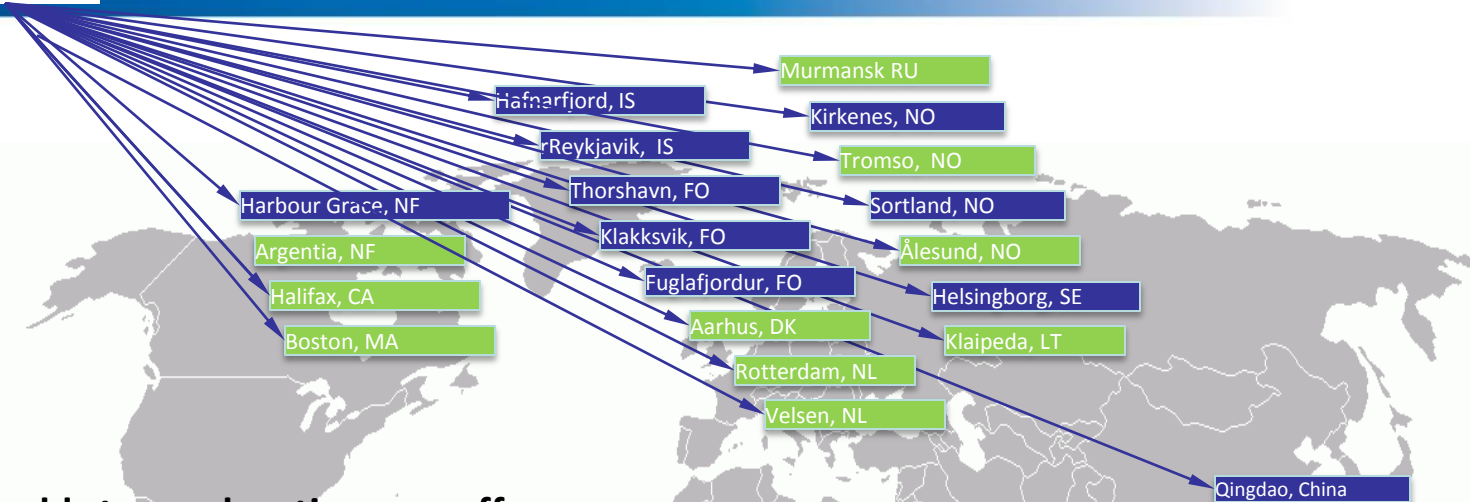 Murmansk RU
Hafnarfjord, IS
Kirkenes, NO
rReykjavik, IS
Tromso, NO
Thorshavn, FO
Sortland, NO
Harbour Grace, NF
Klakksvik, FO
Argentia, NF
Ålesund, NO
Fuglafjordur, FO
Halifax, CA
Helsingborg, SE
Aarhus, DK
Boston, MA
Klaipeda, LT
Rotterdam, NL
Velsen, NL
Qingdao, China